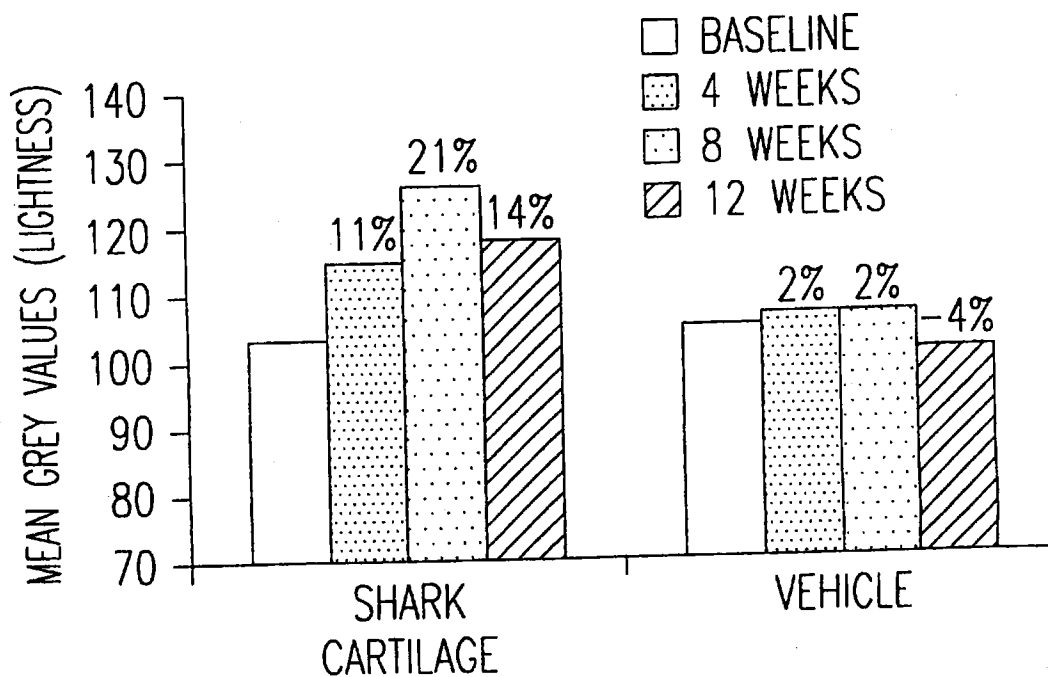 BASELINE
4 WEEKS
8 WEEKS
12 WEEKS
MEAN GREY VALUES (LIGHTNESS)
140
130
120
110
100
90
80
70
11%
21%
14%
2%
2%
-4%
SHARK
CARTILAGE
VEHICLE